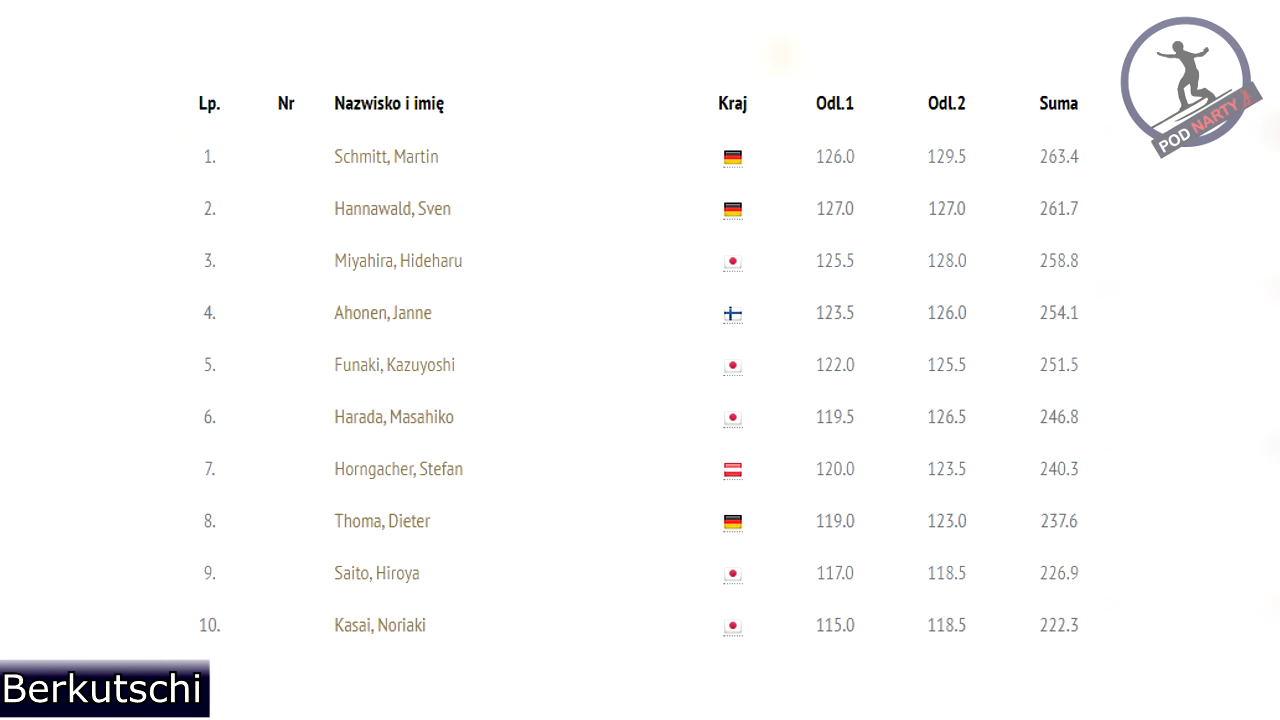 Lp. Nr Nazwisko i imię Kraj Odl.1 Odl.2 Suma
1. Schmitt, Martin 126.0 129.5 263.4
2. Hannawald, Sven 127.0 127.0 261.7
3. Miyahira, Hideharu 125.5 128.0 258.8
4. Ahonen, Janne 123.5 126.0 254.1
5. Funaki, Kazuyoshi 122.0 125.5 251.5
6. Harada, Masahiko 119.5 126.5 246.8
7. Horngacher, Stefan 120.0 123.5 240.3
8. Thoma, Dieter 119.0 123.0 237.6
9. Saito, Hiroya 117.0 118.5 226.9
10. Kasai, Noriaki 115.0 118.5 222.3
POD NARTY
Berkutschi